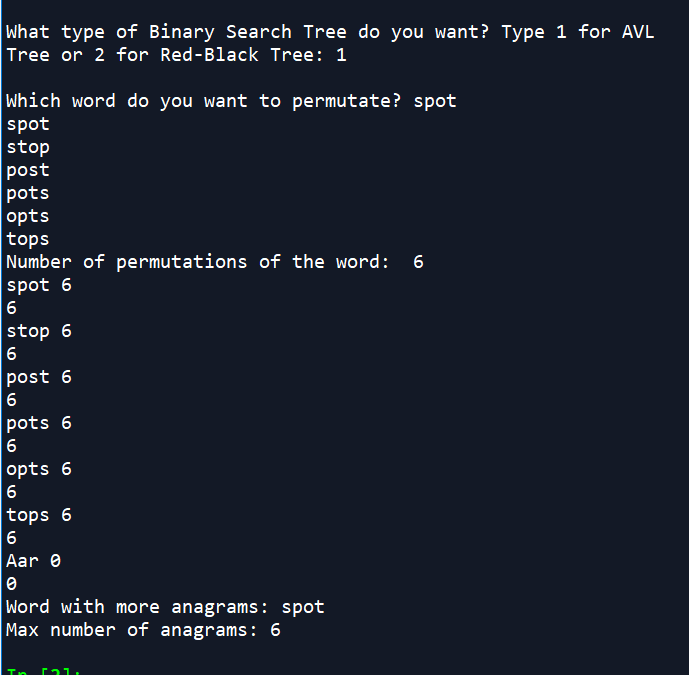 What type of Binary Search Tree do you want? Type 1 for AVL
Tree or 2 for Red-Black Tree: 1
Which word do you want to permutate? spot
spot
stop
post
pots
opts
tops
Number of permutations of the word:  6
spot 6
6
stop 6
6
post 6
6
pots 6
6
opts 6
6
tops 6
6
Aar 0
0
Word with more anagrams: spot
Max number of anagrams: 6